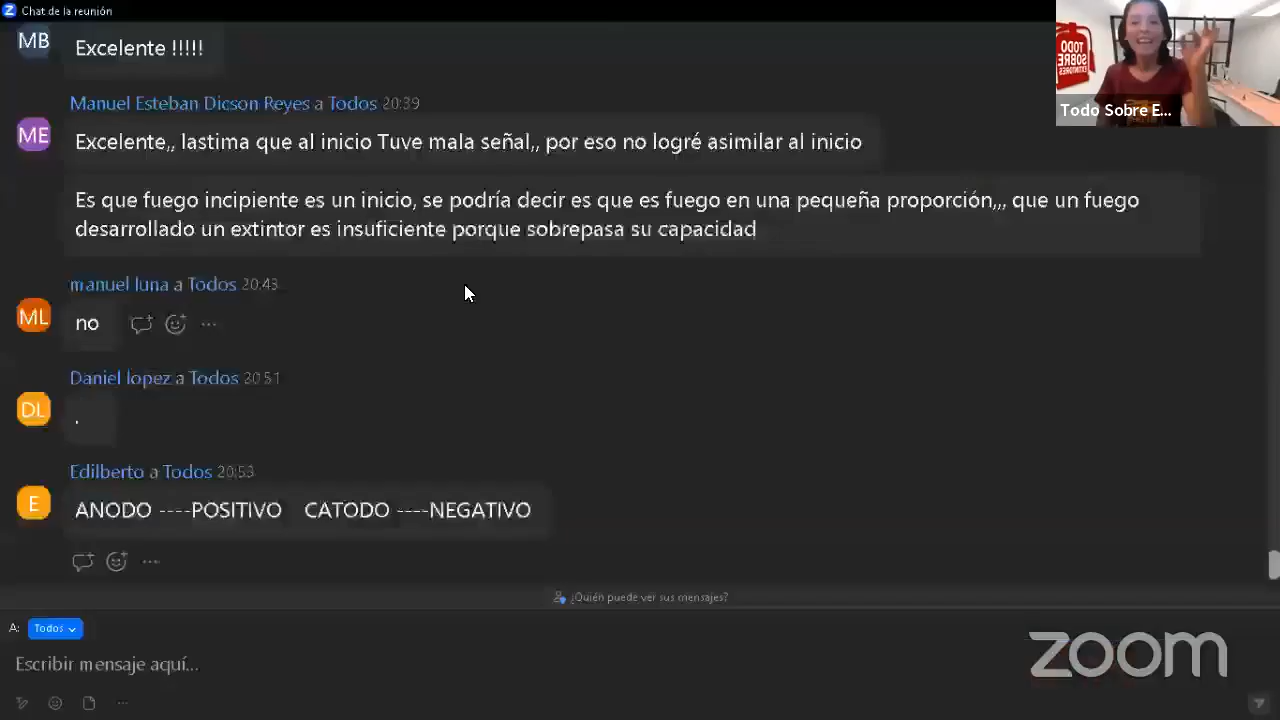 Chat de la reunión
MB
Excelente !!!!!
Manuel Esteban Dicson Reyes a Todos 20:39
ME
Excelente,, lastima que al inicio Tuve mala señal,, por eso no logré asimilar al inicio
Es que fuego incipiente es un inicio, se podría decir es que es fuego en una pequeña proporción,,, que un fuego
desarrollado un extintor es insuficiente porque sobrepasa su capacidad
manuel luna a Todos 20:43
ML
no
Daniel lopez a Todos 20:51
DL
.
Edilberto a Todos 20:53
E
ANODO ----POSITIVO CATODO ----NEGATIVO
¿Quién puede ver sus mensajes?
A: Todos
Escribir mensaje aquí...
TODO
SOBRE
EXTINTORES
Todo Sobre E...
zoom